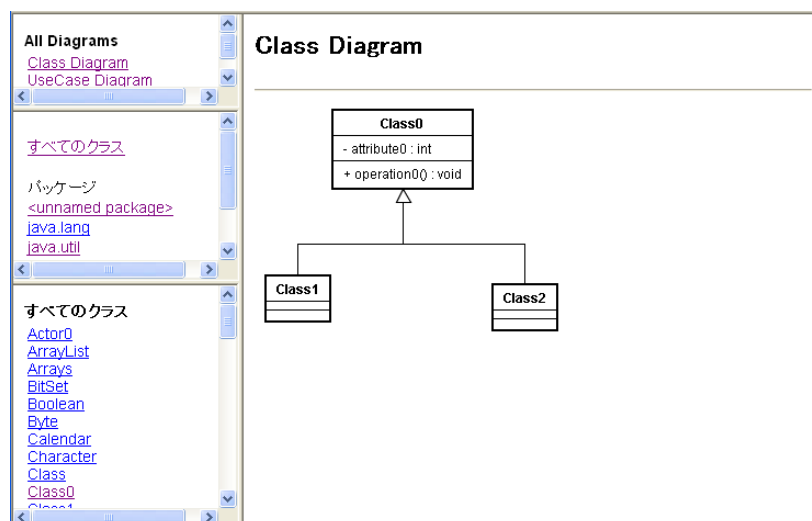 All Diagrams
Class Diagram
UseCase Diagram
すべてのクラス
パッケージ
<unnamed package>
java.lang
java.util
すべてのクラス
Actor0
ArrayList
Arrays
BitSet
Boolean
Byte
Calendar
Character
Class
Class0
Class1
Class Diagram
Class0
- attribute0 : int
+ operation0() : void
Class1
Class2